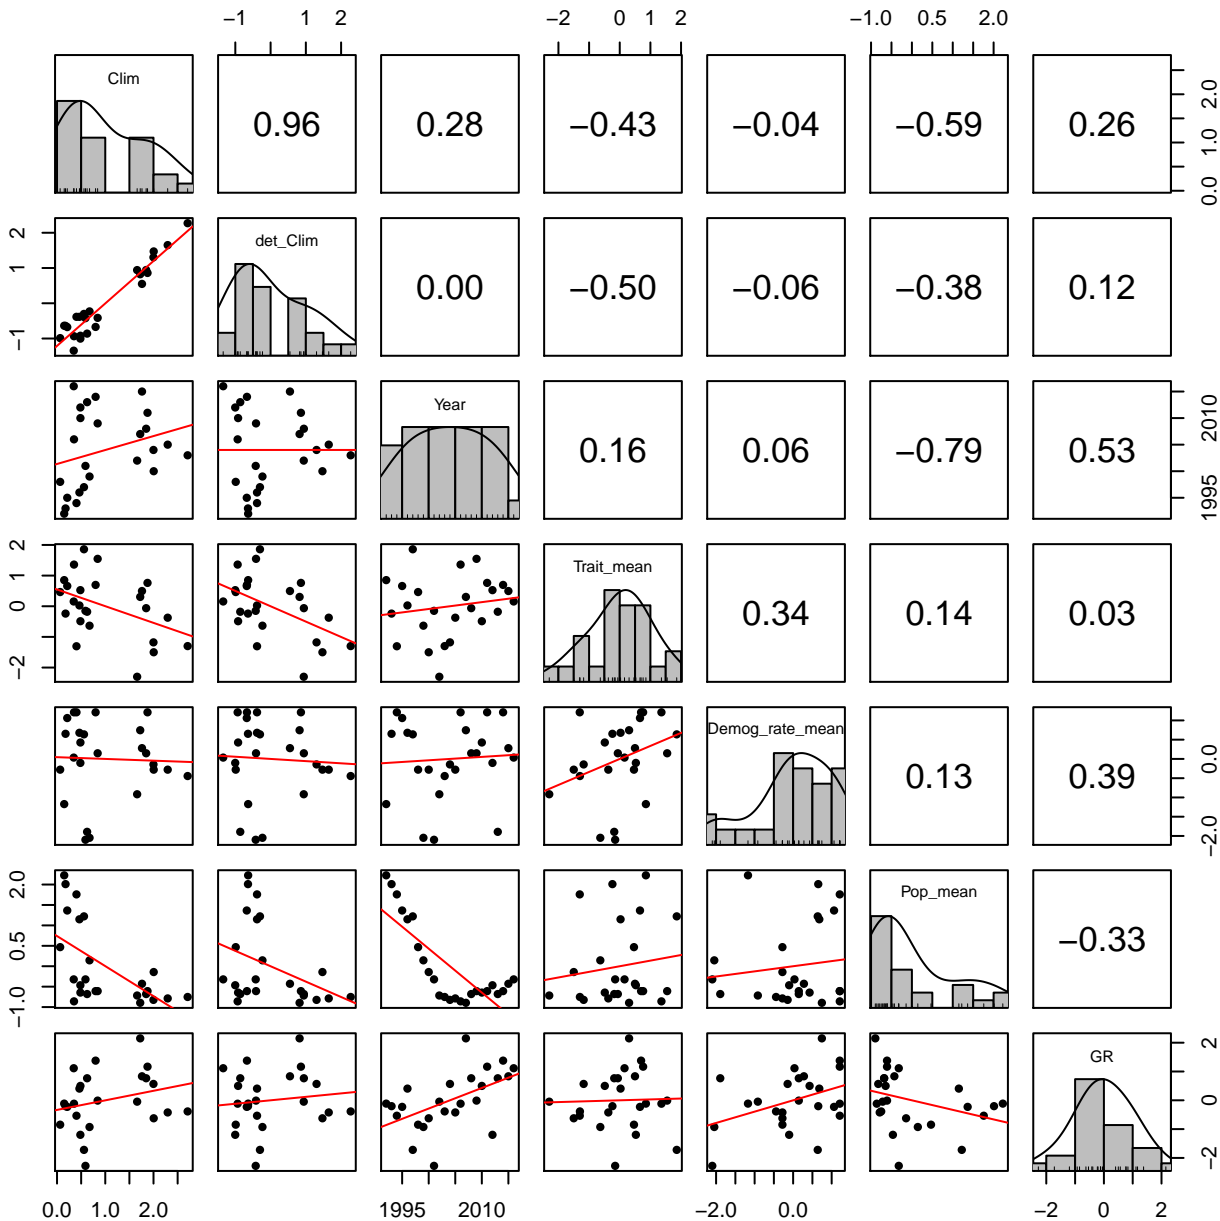 −1 1 2 −2 0 1 2 −1.0 0.5 2.0
Clim 0.96 0.28 −0.43 −0.04 −0.59 0.26 0.0 1.0 2.0
−1 1 2 det_Clim 0.00 −0.50 −0.06 −0.38 0.12
Year 0.16 0.06 −0.79 0.53 1995 2010
−2 0 1 2 Trait_mean 0.34 0.14 0.03
Demog_rate_mean 0.13 0.39 −2.0 0.0
−1.0 0.5 2.0 Pop_mean −0.33
GR −2 0 1 2
0.0 1.0 2.0 1995 2010 −2.0 0.0 −2 0 2